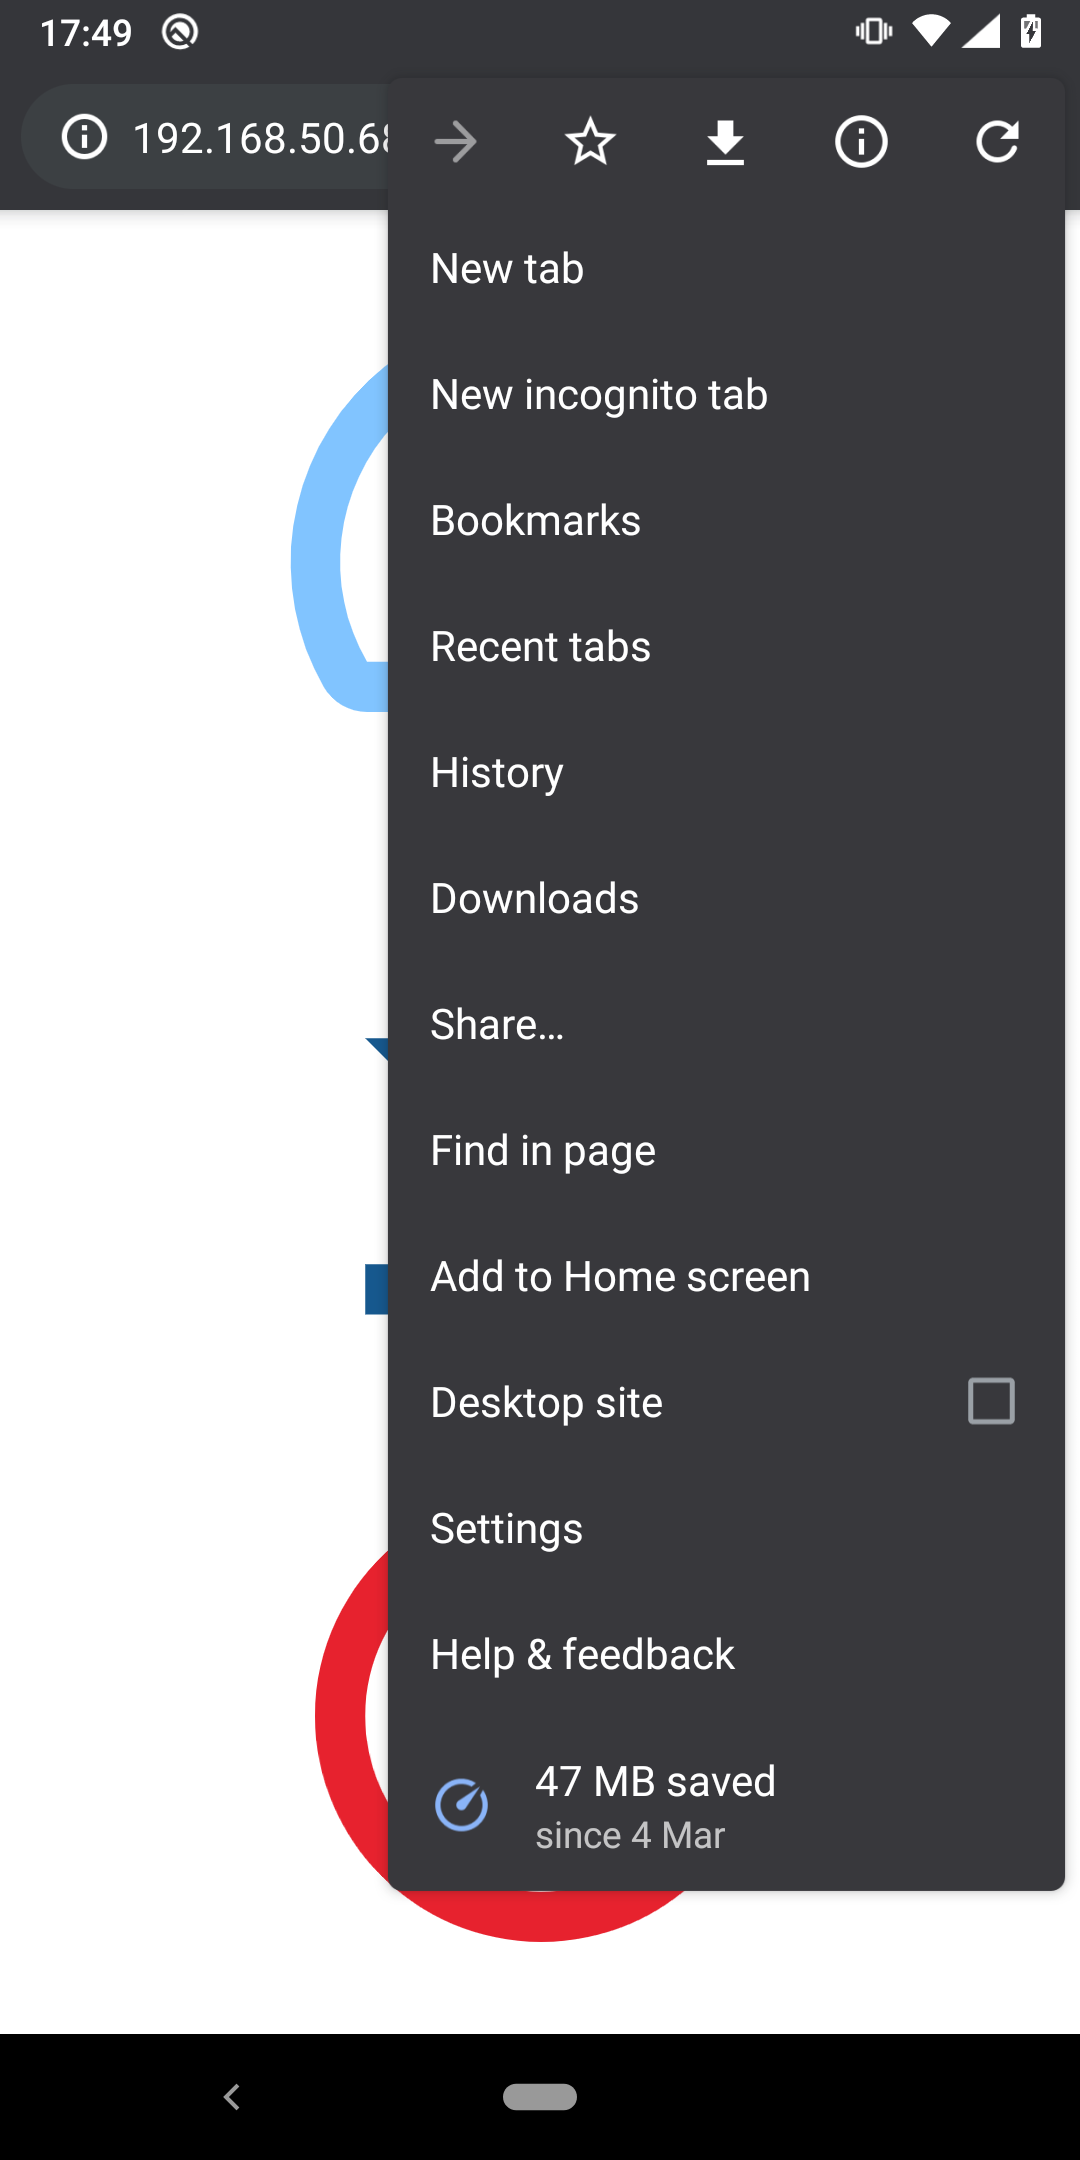 17:49
192.168.50.68
New tab
New incognito tab
Bookmarks
Recent tabs
History
Downloads
Share...
Find in page
Add to Home screen
Desktop site
Settings
Help & feedback
47 MB saved
since 4 Mar